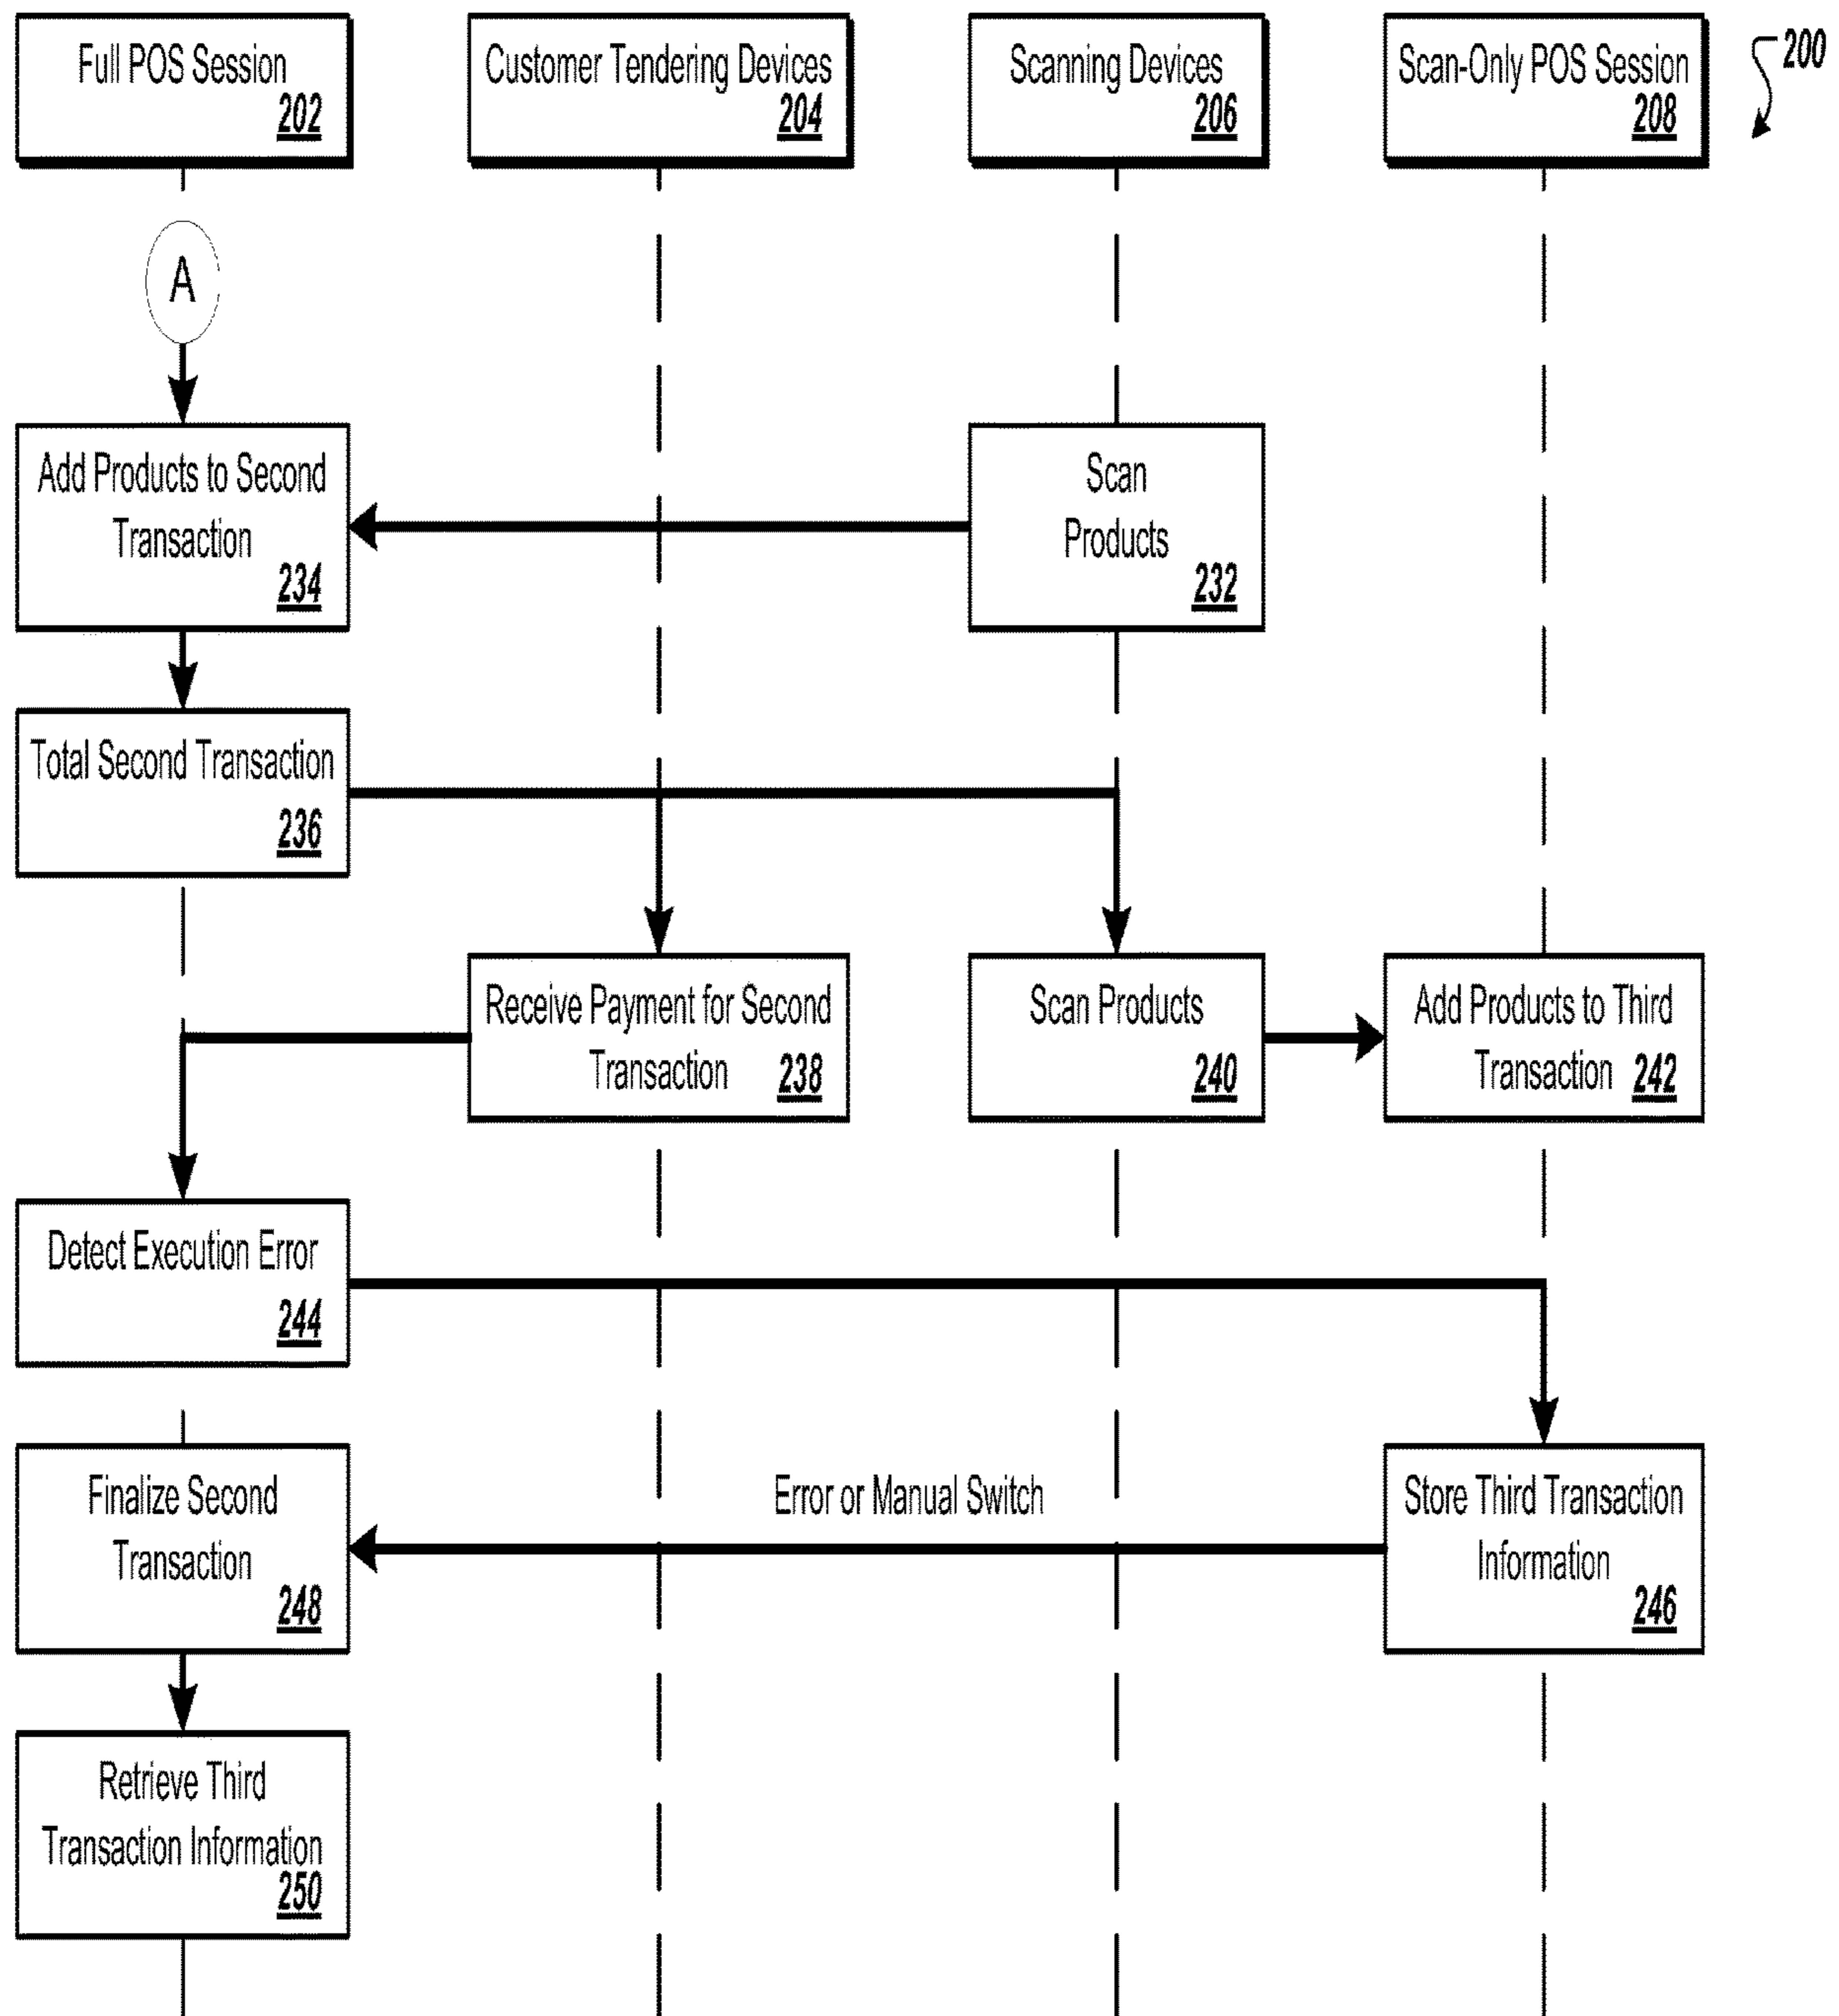 Full POS Session
202
Customer Tendering Devices
204
Scanning Devices
206
Scan-Only POS Session
208
200
A
Add Products to Second
Transaction
234
Scan
Products
232
Total Second Transaction
236
Receive Payment for Second
Transaction 238
Scan Products
240
Add Products to Third
Transaction 242
Detect Execution Error
244
Finalize Second
Transaction
248
Error or Manual Switch
Store Third Transaction
Information
246
Retrieve Third
Transaction Information
250